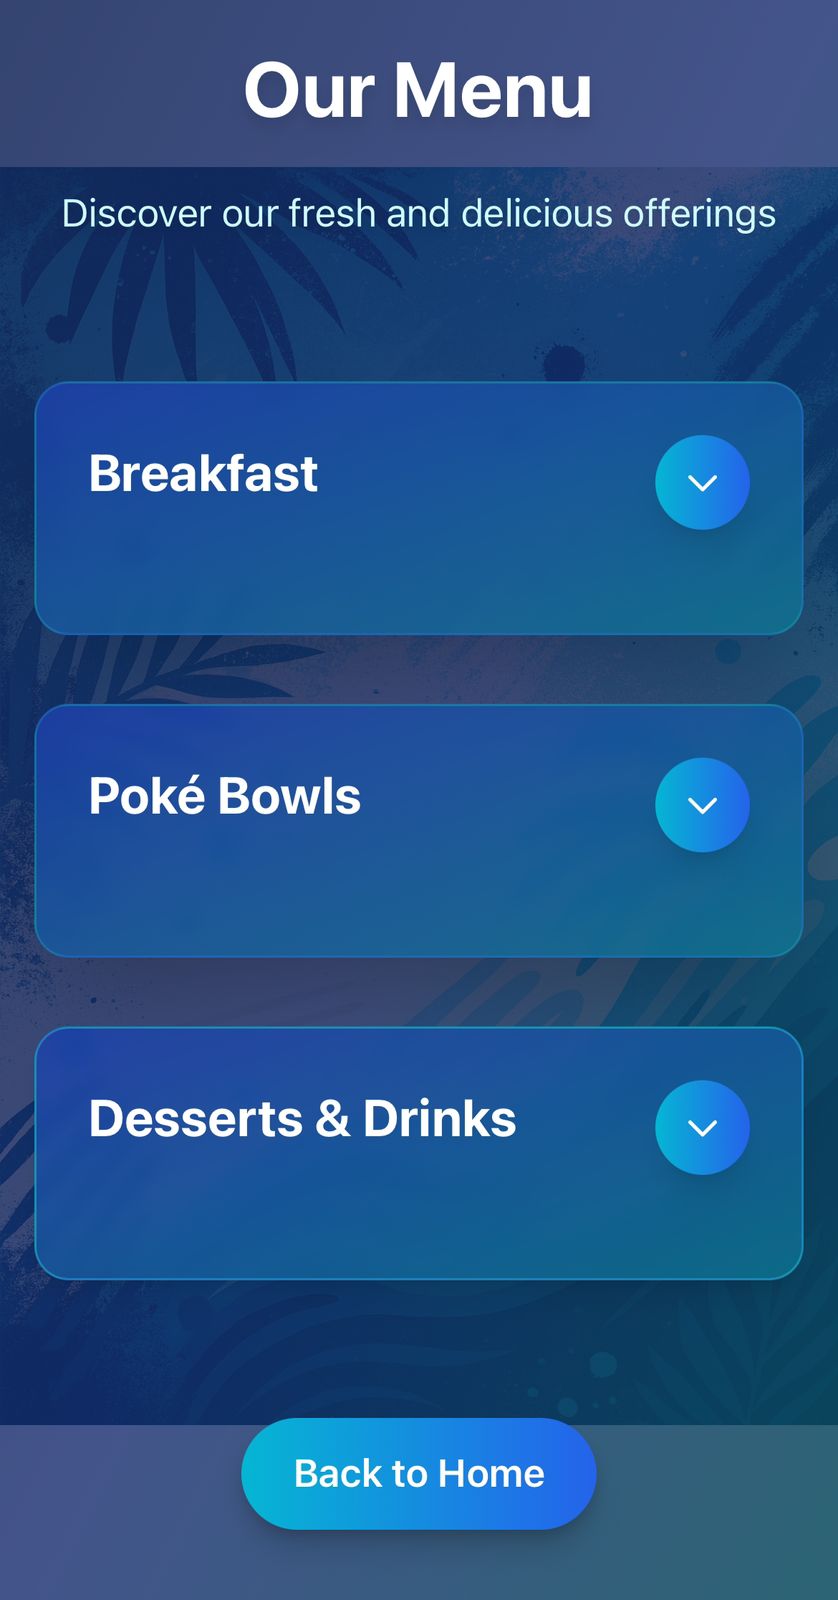 Our Menu
Discover our fresh and delicious offerings
Breakfast
Poké Bowls
Desserts & Drinks
Back to Home